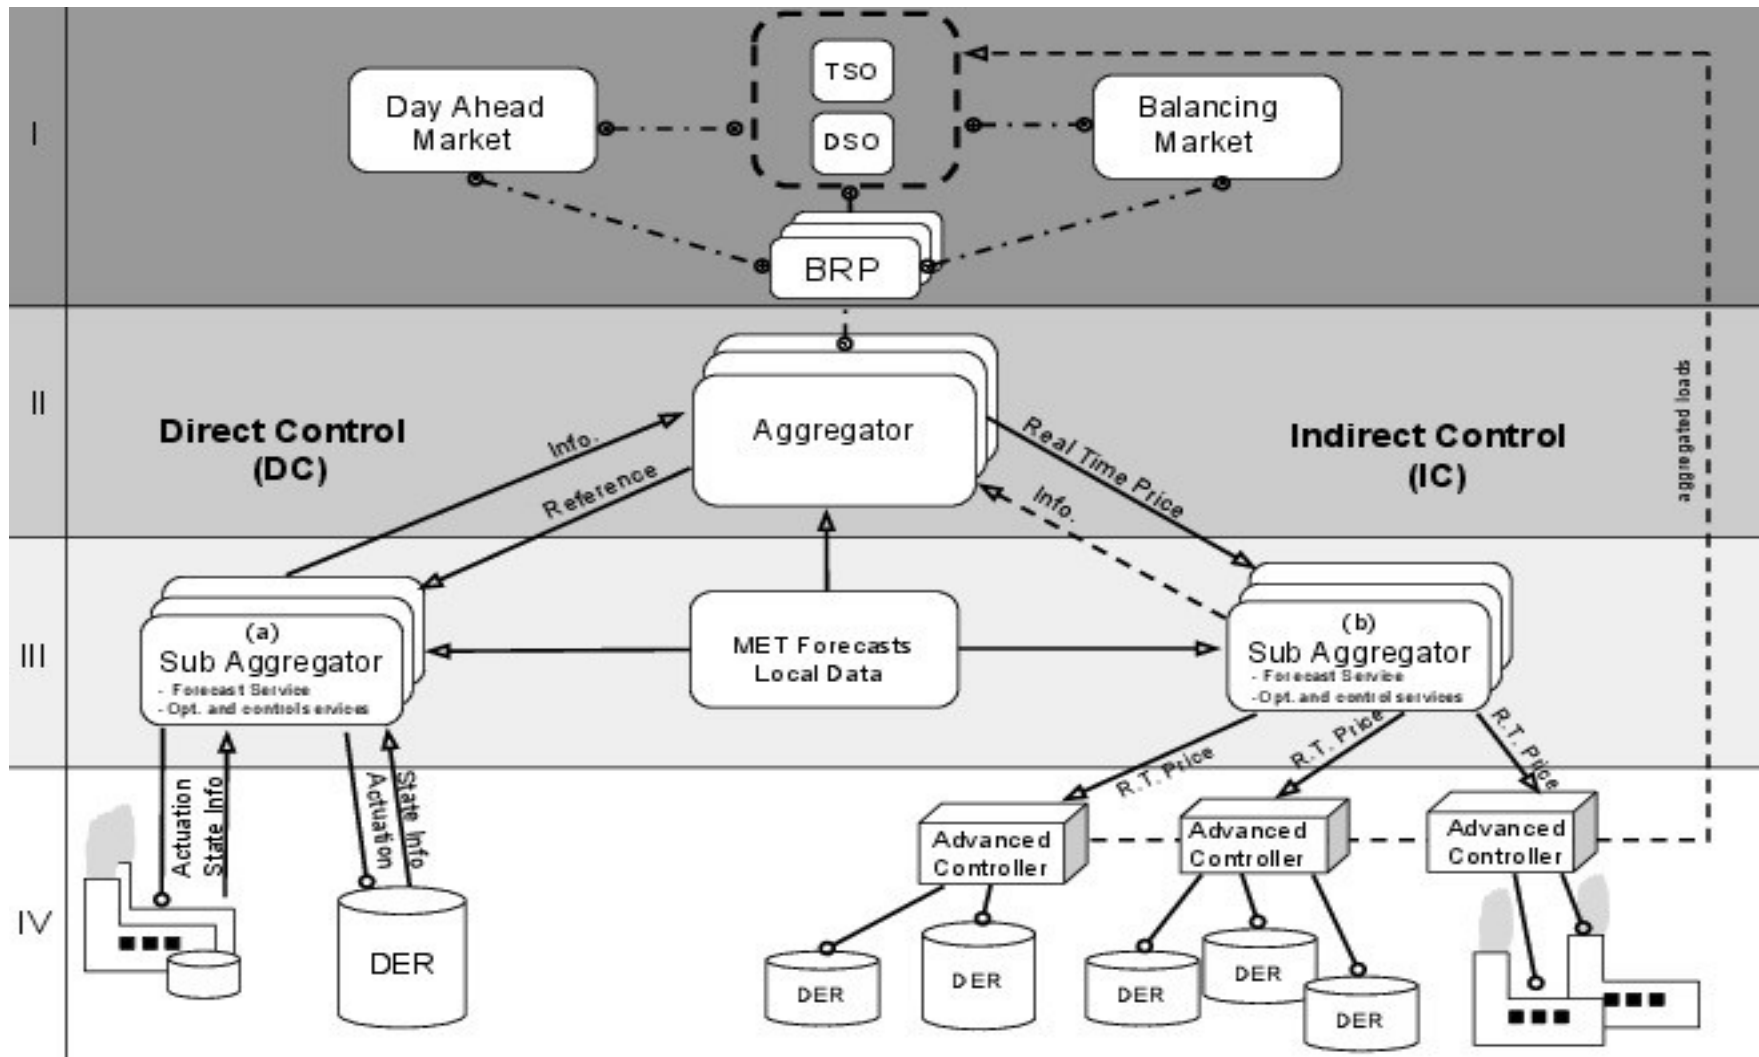 I
TSO
DSO
Day Ahead
Market
Balancing
Market
BRP
II
Direct Control
(DC)
Info.
Reference
Aggregator
Real Time Price
Info.
Indirect Control
(IC)
aggregated loads
III
(a)
Sub Aggregator
- Forecast Service
- Opt. and control services
MET Forecasts
Local Data
(b)
Sub Aggregator
- Forecast Service
-Opt. and control services
R.T. Price
R.T. Price
R.T. Price
IV
Actuation
State Info
Actuation
State Info
DER
Advanced
Controller
Advanced
Controller
Advanced
Controller
DER
DER
DER
DER
DER